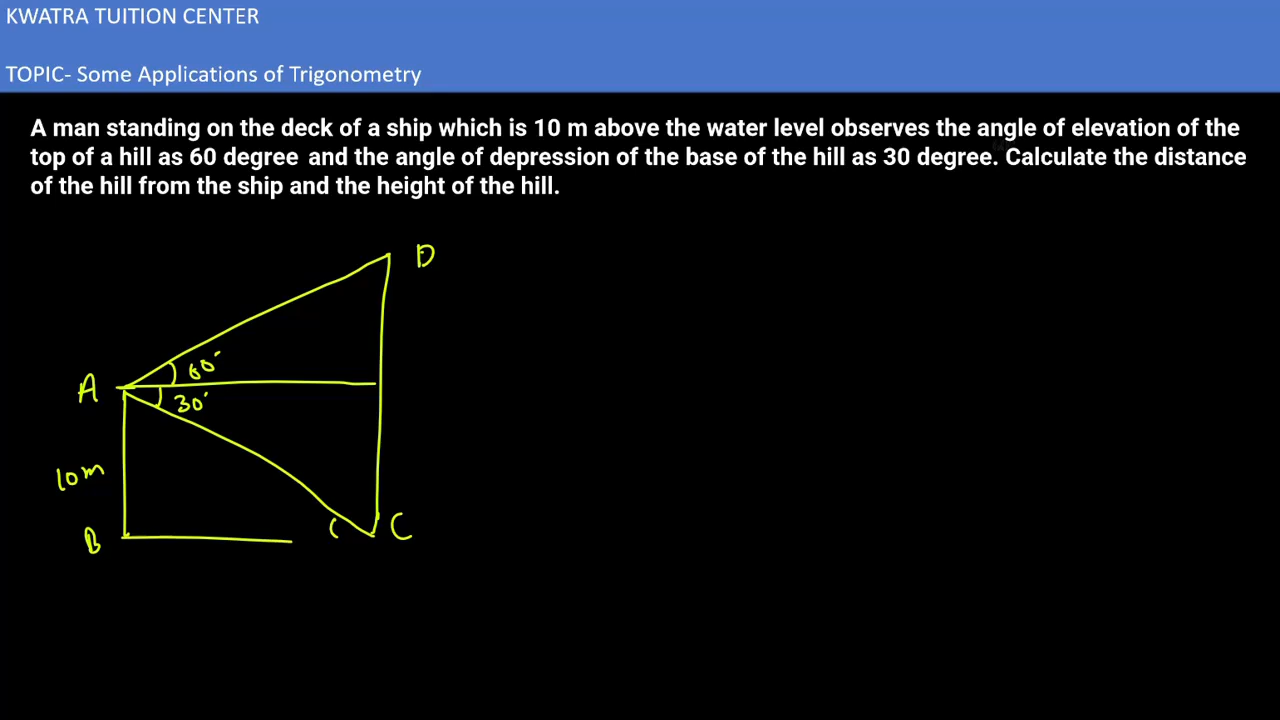 KWATRA TUITION CENTER
TOPIC- Some Applications of Trigonometry
A man standing on the deck of a ship which is 10 m above the water level observes the angle of elevation of the
top of a hill as 60 degree and the angle of depression of the base of the hill as 30 degree. Calculate the distance
of the hill from the ship and the height of the hill.
D
60°
A
30°
10m
B
C